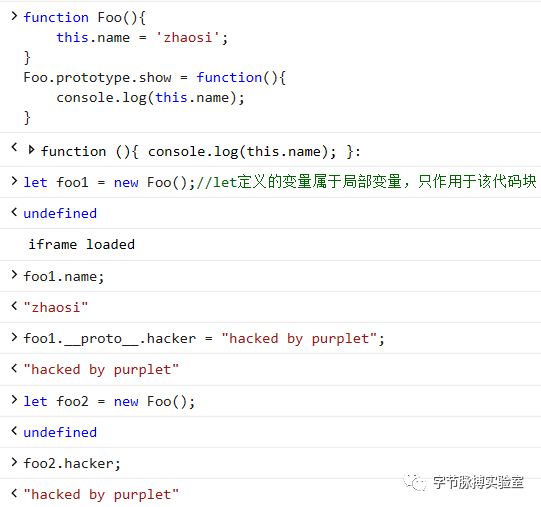 > function Foo(){
this.name = 'zhaosi';
}
Foo.prototype.show = function(){
console.log(this.name);
}
< ▶ function (){ console.log(this.name); }:
> let foo1 = new Foo();//let定义的变量属于局部变量，只作用于该代码块
< undefined
iframe loaded
> foo1.name;
< "zhaosi"
> foo1.__proto__.hacker = "hacked by purplet";
< "hacked by purplet"
> let foo2 = new Foo();
< undefined
> foo2.hacker;
< "hacked by purplet"
字节脉搏实验室